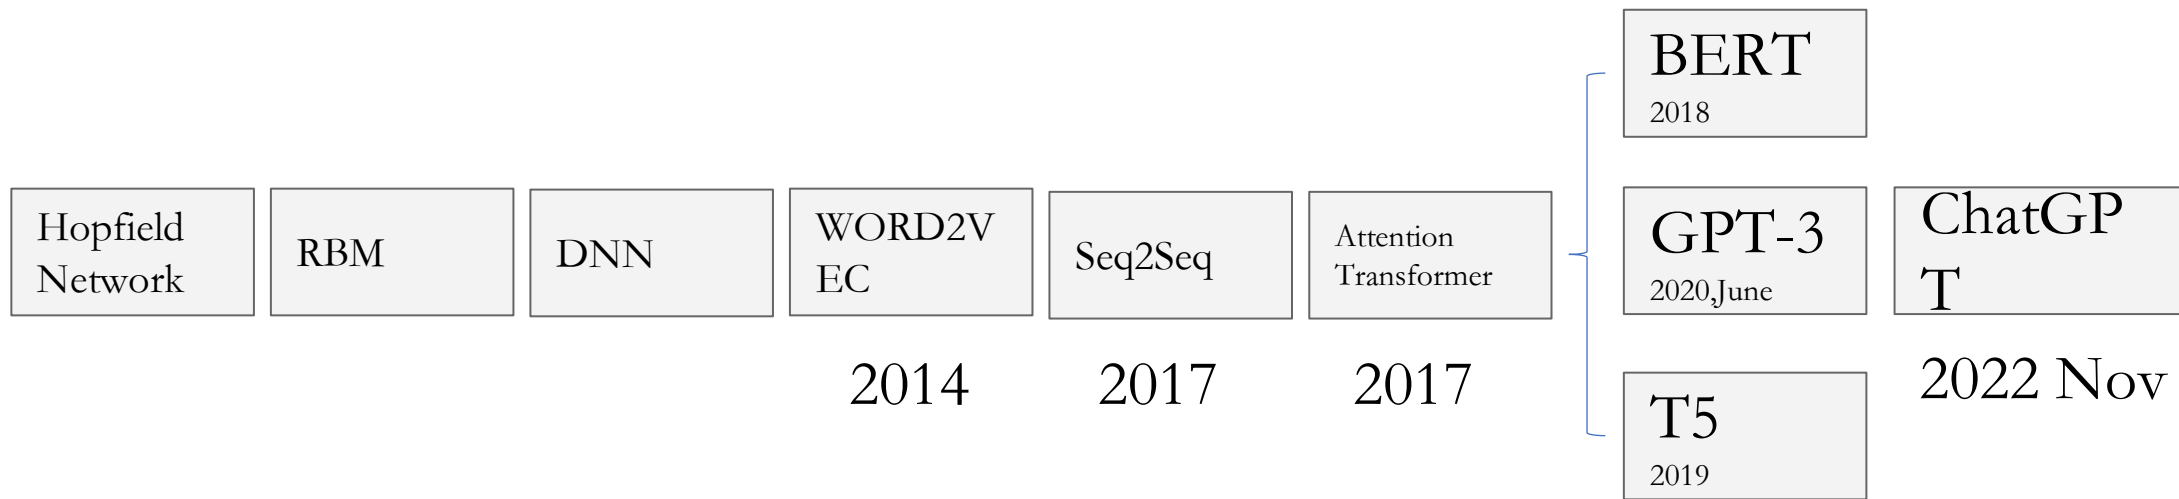 Hopfield
Network
RBM
DNN
WORD2V
EC
2014
Seq2Seq
2017
Attention
Transformer
2017
BERT
2018
GPT-3
2020,June
T5
2019
ChatGP
T
2022 Nov